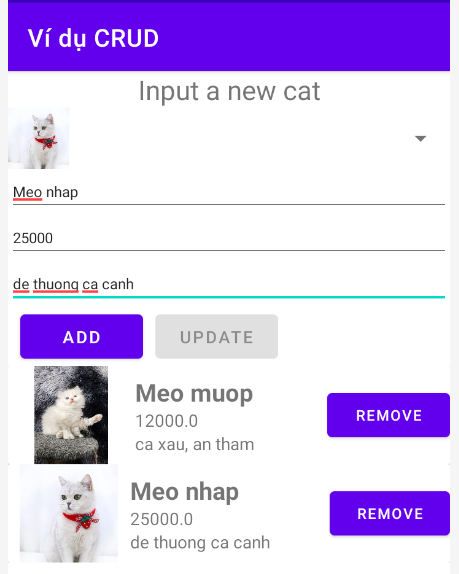 Ví dụ CRUD
Input a new cat
Meo nhap
25000
de thuong ca canh
ADD UPDATE
Meo muop
12000.0
ca xau, an tham
REMOVE
Meo nhap
25000.0
de thuong ca canh
REMOVE